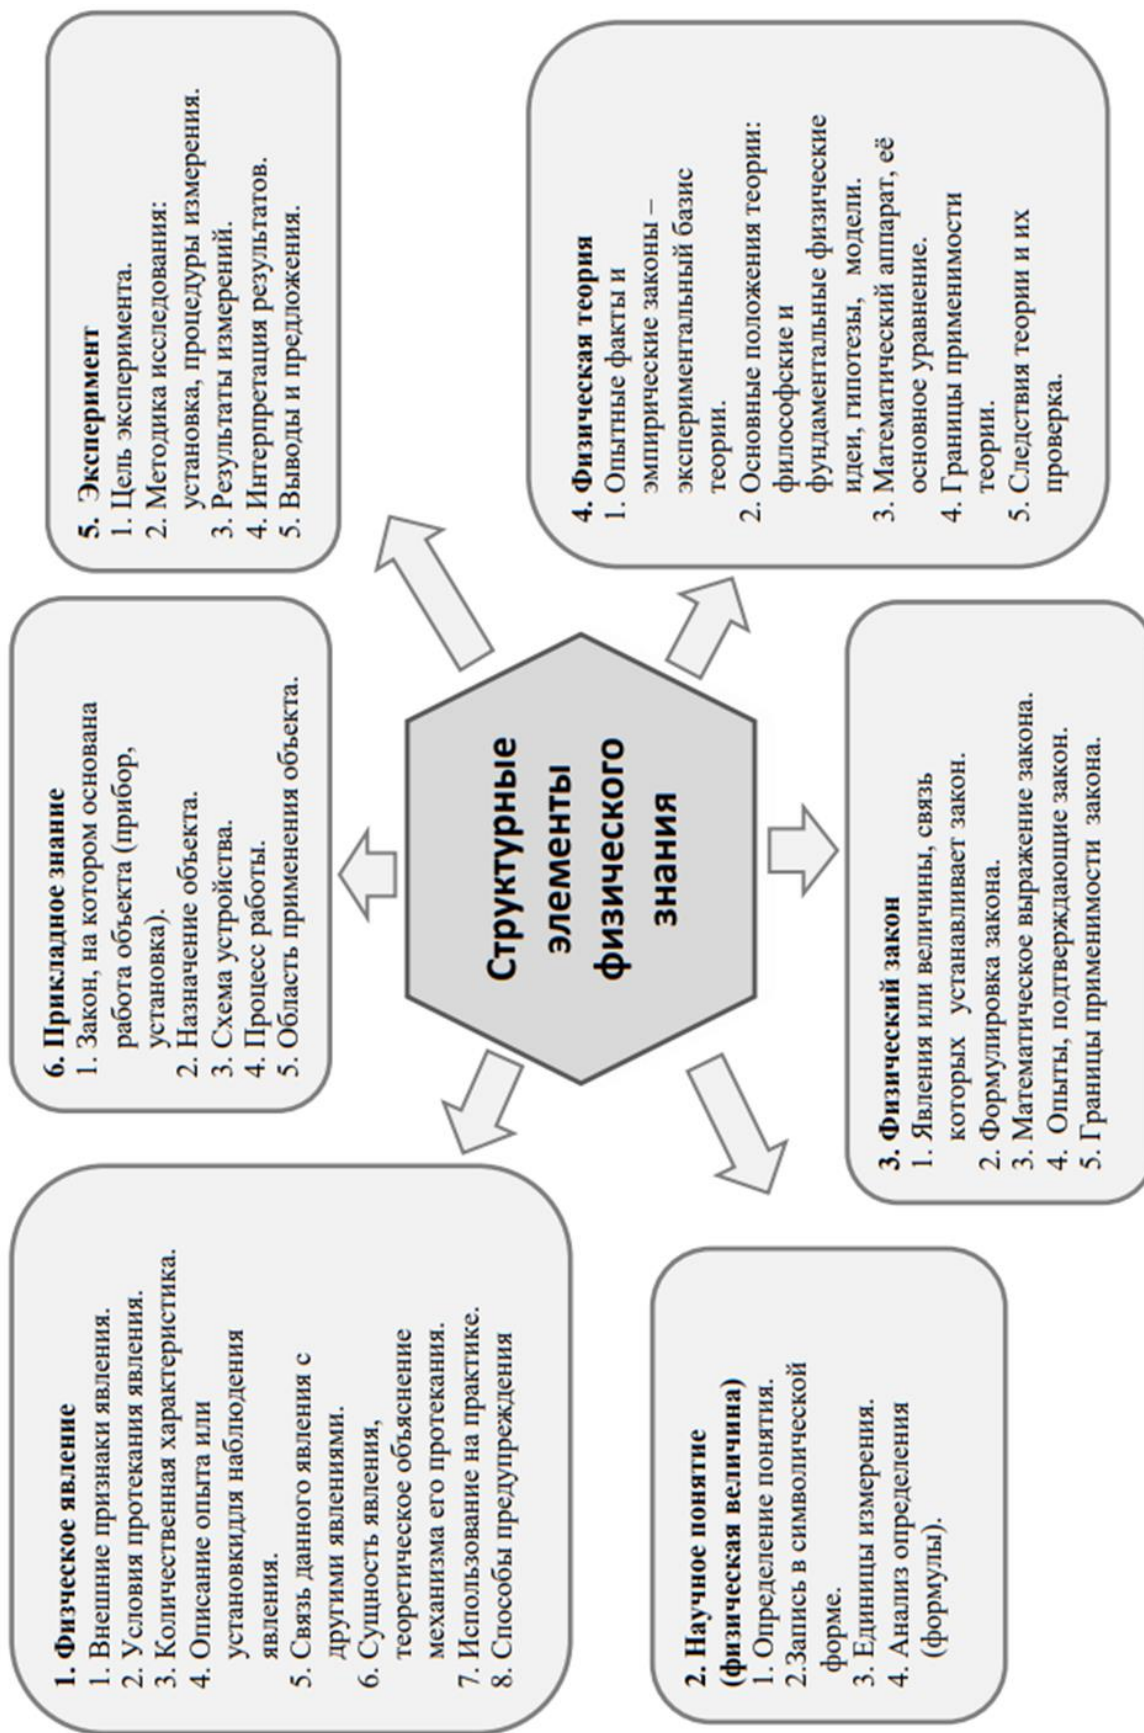 1. Физическое явление
1. Внешние признаки явления.
2. Условия протекания явления.
3. Количественная характеристика.
4. Описание опыта или
установкидля наблюдения
явления.
5. Связь данного явления с
другими явлениями.
6. Сущность явления,
теоретическое объяснение
механизма его протекания.
7. Использование на практике.
8. Способы предупреждения
6. Прикладное знание
1. Закон, на котором основана
работа объекта (прибор,
установка).
2. Назначение объекта.
3. Схема устройства.
4. Процесс работы.
5. Область применения объекта.
5. Эксперимент
1. Цель эксперимента.
2. Методика исследования:
установка, процедуры измерения.
3. Результаты измерений.
4. Интерпретация результатов.
5. Выводы и предложения.
Структурные
элементы
физического
знания
2. Научное понятие
(физическая величина)
1. Определение понятия.
2.Запись в символической
форме.
3. Единицы измерения.
4. Анализ определения
(формулы).
3. Физический закон
1. Явления или величины, связь
которых устанавливает закон.
2. Формулировка закона.
3. Математическое выражение закона.
4. Опыты, подтверждающие закон.
5. Границы применимости закона.
4. Физическая теория
1. Опытные факты и
эмпирические законы –
экспериментальный базис
теории.
2. Основные положения теории:
философские и
фундаментальные физические
идеи, гипотезы, модели.
3. Математический аппарат, её
основное уравнение.
4. Границы применимости
теории.
5. Следствия теории и их
проверка.